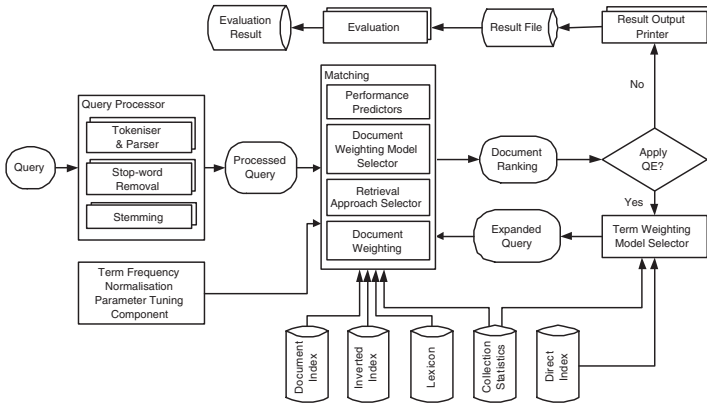 Evaluation
Result
Evaluation
Result File
Result Output
Printer
No
Query Processor
Tokeniser
& Parser
Stop-word
Removal
Stemming
Query
Processed
Query
Matching
Performance
Predictors
Document
Weighting Model
Selector
Retrieval
Approach Selector
Document
Weighting
Document
Ranking
Apply
QE?
Yes
Expanded
Query
Term Weighting
Model Selector
Term Frequency
Normalisation
Parameter Tuning
Component
Document
Index
Inverted
Index
Lexicon
Collection
Statistics
Direct
Index